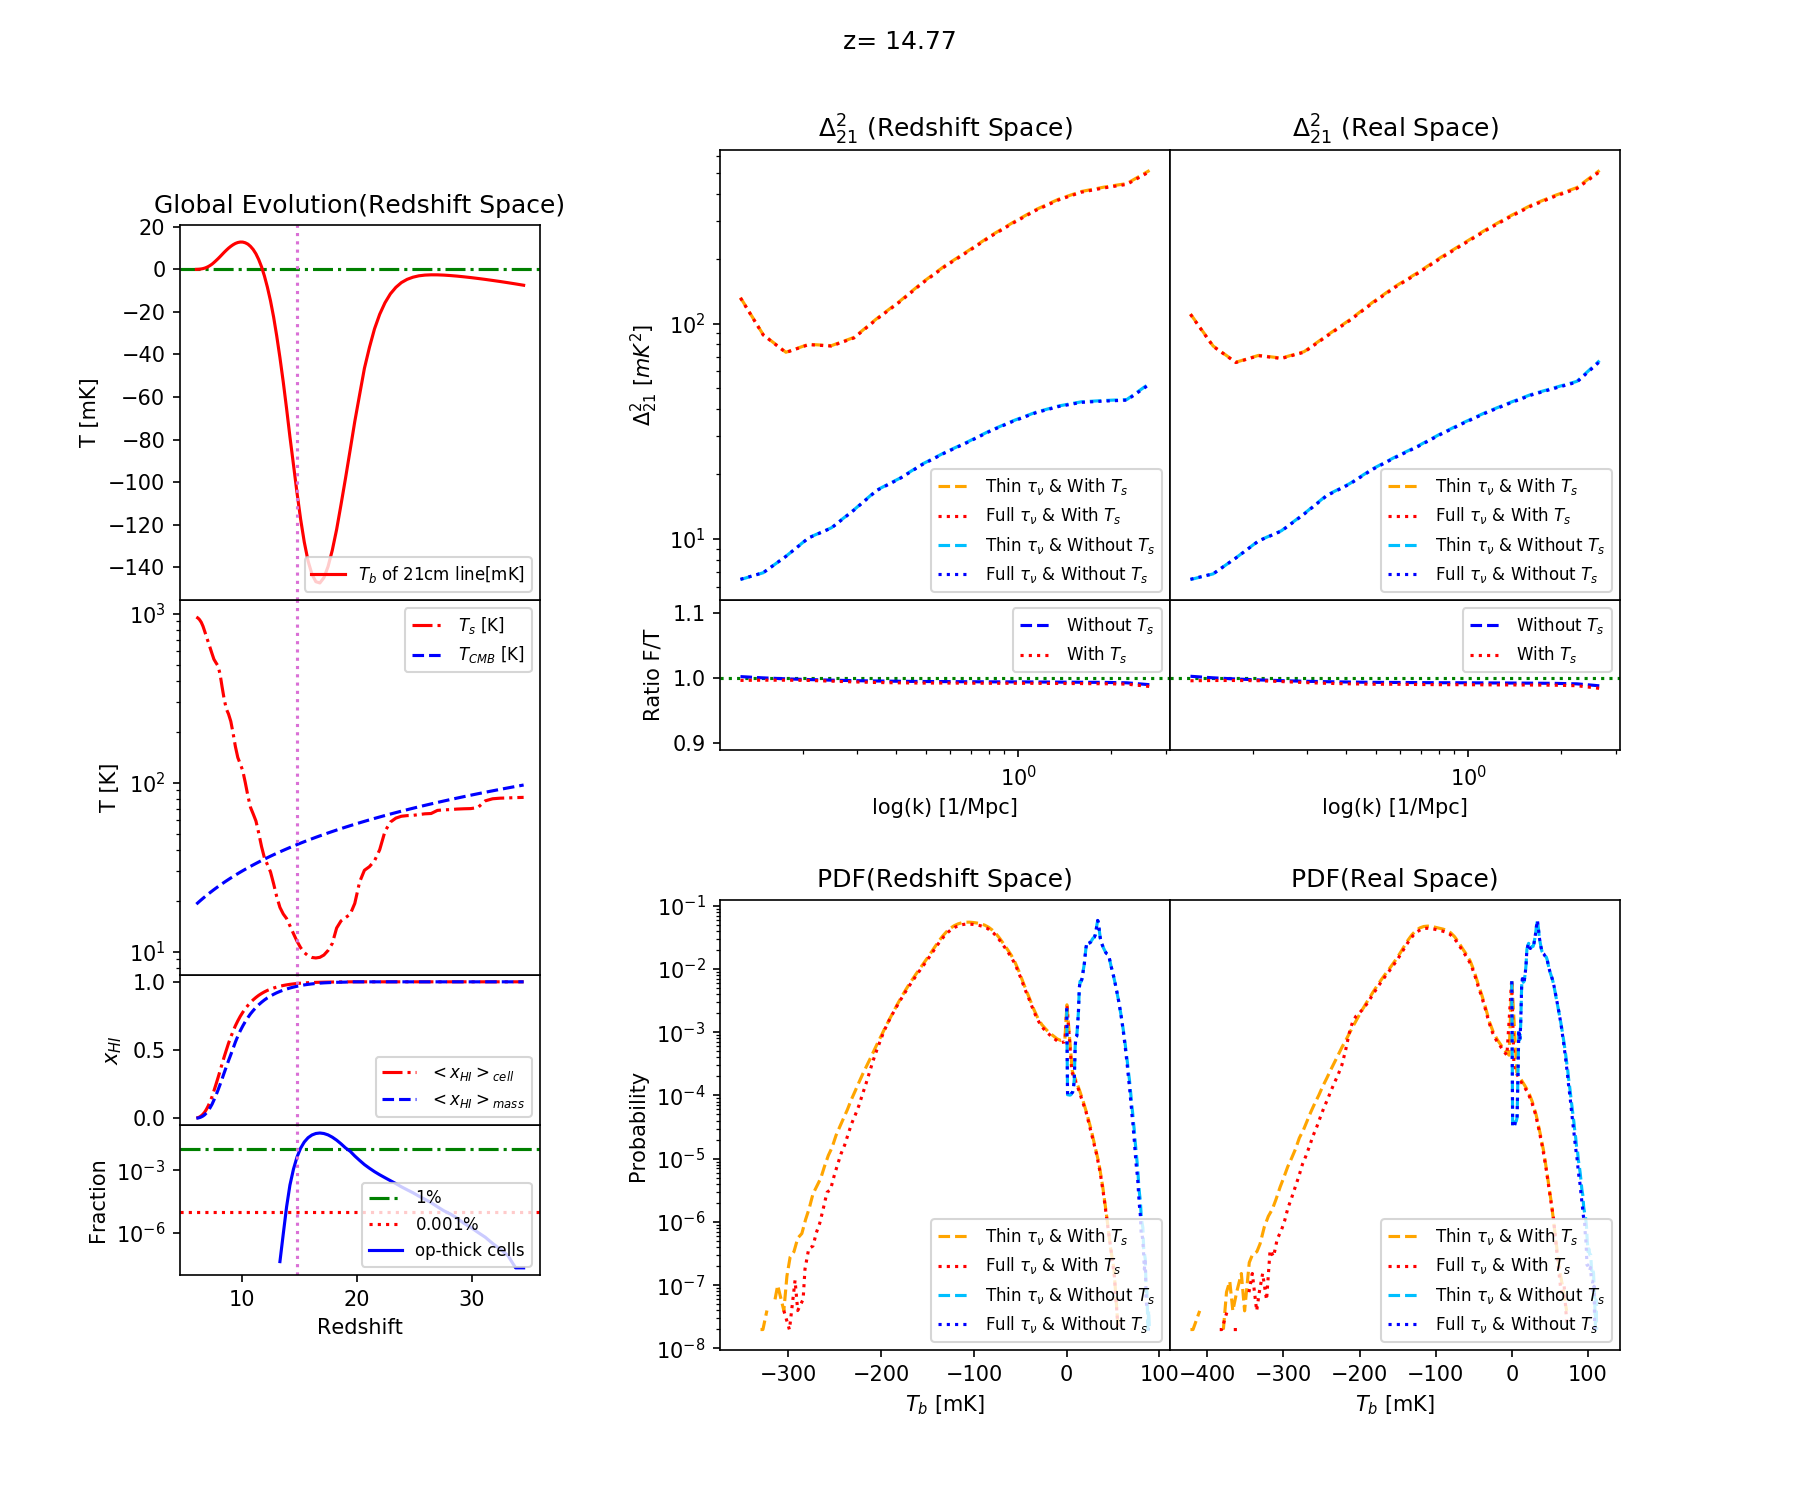 z= 14.77
Global Evolution(Redshift Space)
20
0
−20
−40
−60
−80
−100
−120
−140
T [mK]
T_b of 21cm line[mK]
10^3
10^2
10^1
T [K]
T_s [K]
T_CMB [K]
1.0
0.5
0.0
x_HI
< x_HI >_cell
< x_HI >_mass
10^−3
10^−6
Fraction
1%
0.001%
op-thick cells
10 20 30
Redshift
Δ^2_21 (Redshift Space)
Δ^2_21 (Real Space)
10^2
10^1
Δ^2_21 [mK^2]
Thin τ_ν & With T_s
Full τ_ν & With T_s
Thin τ_ν & Without T_s
Full τ_ν & Without T_s
Thin τ_ν & With T_s
Full τ_ν & With T_s
Thin τ_ν & Without T_s
Full τ_ν & Without T_s
1.1
1.0
0.9
Ratio F/T
Without T_s
With T_s
Without T_s
With T_s
10^0
10^0
log(k) [1/Mpc]
log(k) [1/Mpc]
PDF(Redshift Space)
PDF(Real Space)
10^−1
10^−2
10^−3
10^−4
10^−5
10^−6
10^−7
10^−8
Probability
Thin τ_ν & With T_s
Full τ_ν & With T_s
Thin τ_ν & Without T_s
Full τ_ν & Without T_s
Thin τ_ν & With T_s
Full τ_ν & With T_s
Thin τ_ν & Without T_s
Full τ_ν & Without T_s
−300 −200 −100 0 100
−400 −300 −200 −100 0 100
T_b [mK]
T_b [mK]